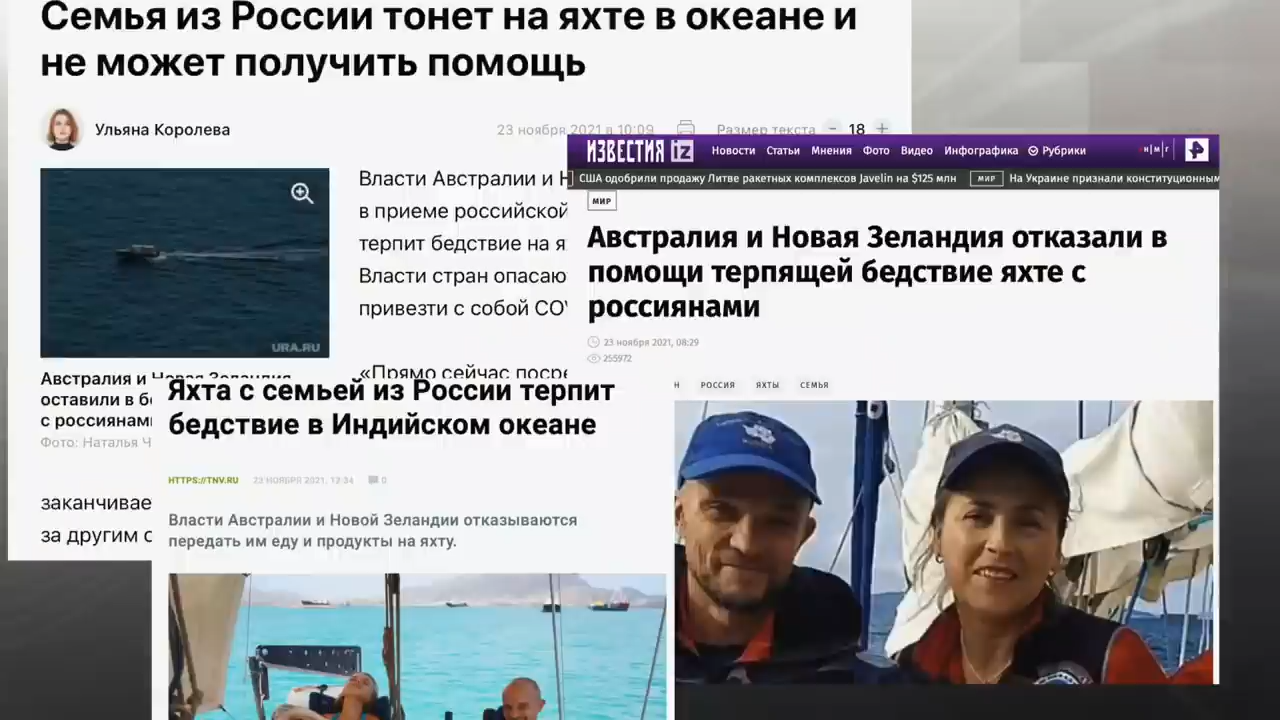 Семья из России тонет на яхте в океане и
не может получить помощь
Ульяна Королева
23 ноября 2021 в 10:09
Размер текста - 18 +
URA.RU
Власти Австралии и Н
в приеме российской
терпит бедствие на я
Власти стран опасаю
привезти с собой CO
«Прямо сейчас посре
Австралия и Новая Зеландия
оставили в бе
с россиянами
Фото: Наталья Ч
заканчивае
за другим с
ИЗВЕСТИЯ iz
Новости Статьи Мнения Фото Видео Инфографика Рубрики
н|м|г
США одобрили продажу Литве ракетных комплексов Javelin на $125 млн
МИР
На Украине признали конституционным
МИР
Австралия и Новая Зеландия отказали в
помощи терпящей бедствие яхте с
россиянами
23 ноября 2021, 08:29
255972
Н РОССИЯ ЯХТЫ СЕМЬЯ
Яхта с семьей из России терпит
бедствие в Индийском океане
HTTPS://TNV.RU 23 НОЯБРЯ 2021, 12:34 0
Власти Австралии и Новой Зеландии отказываются
передать им еду и продукты на яхту.